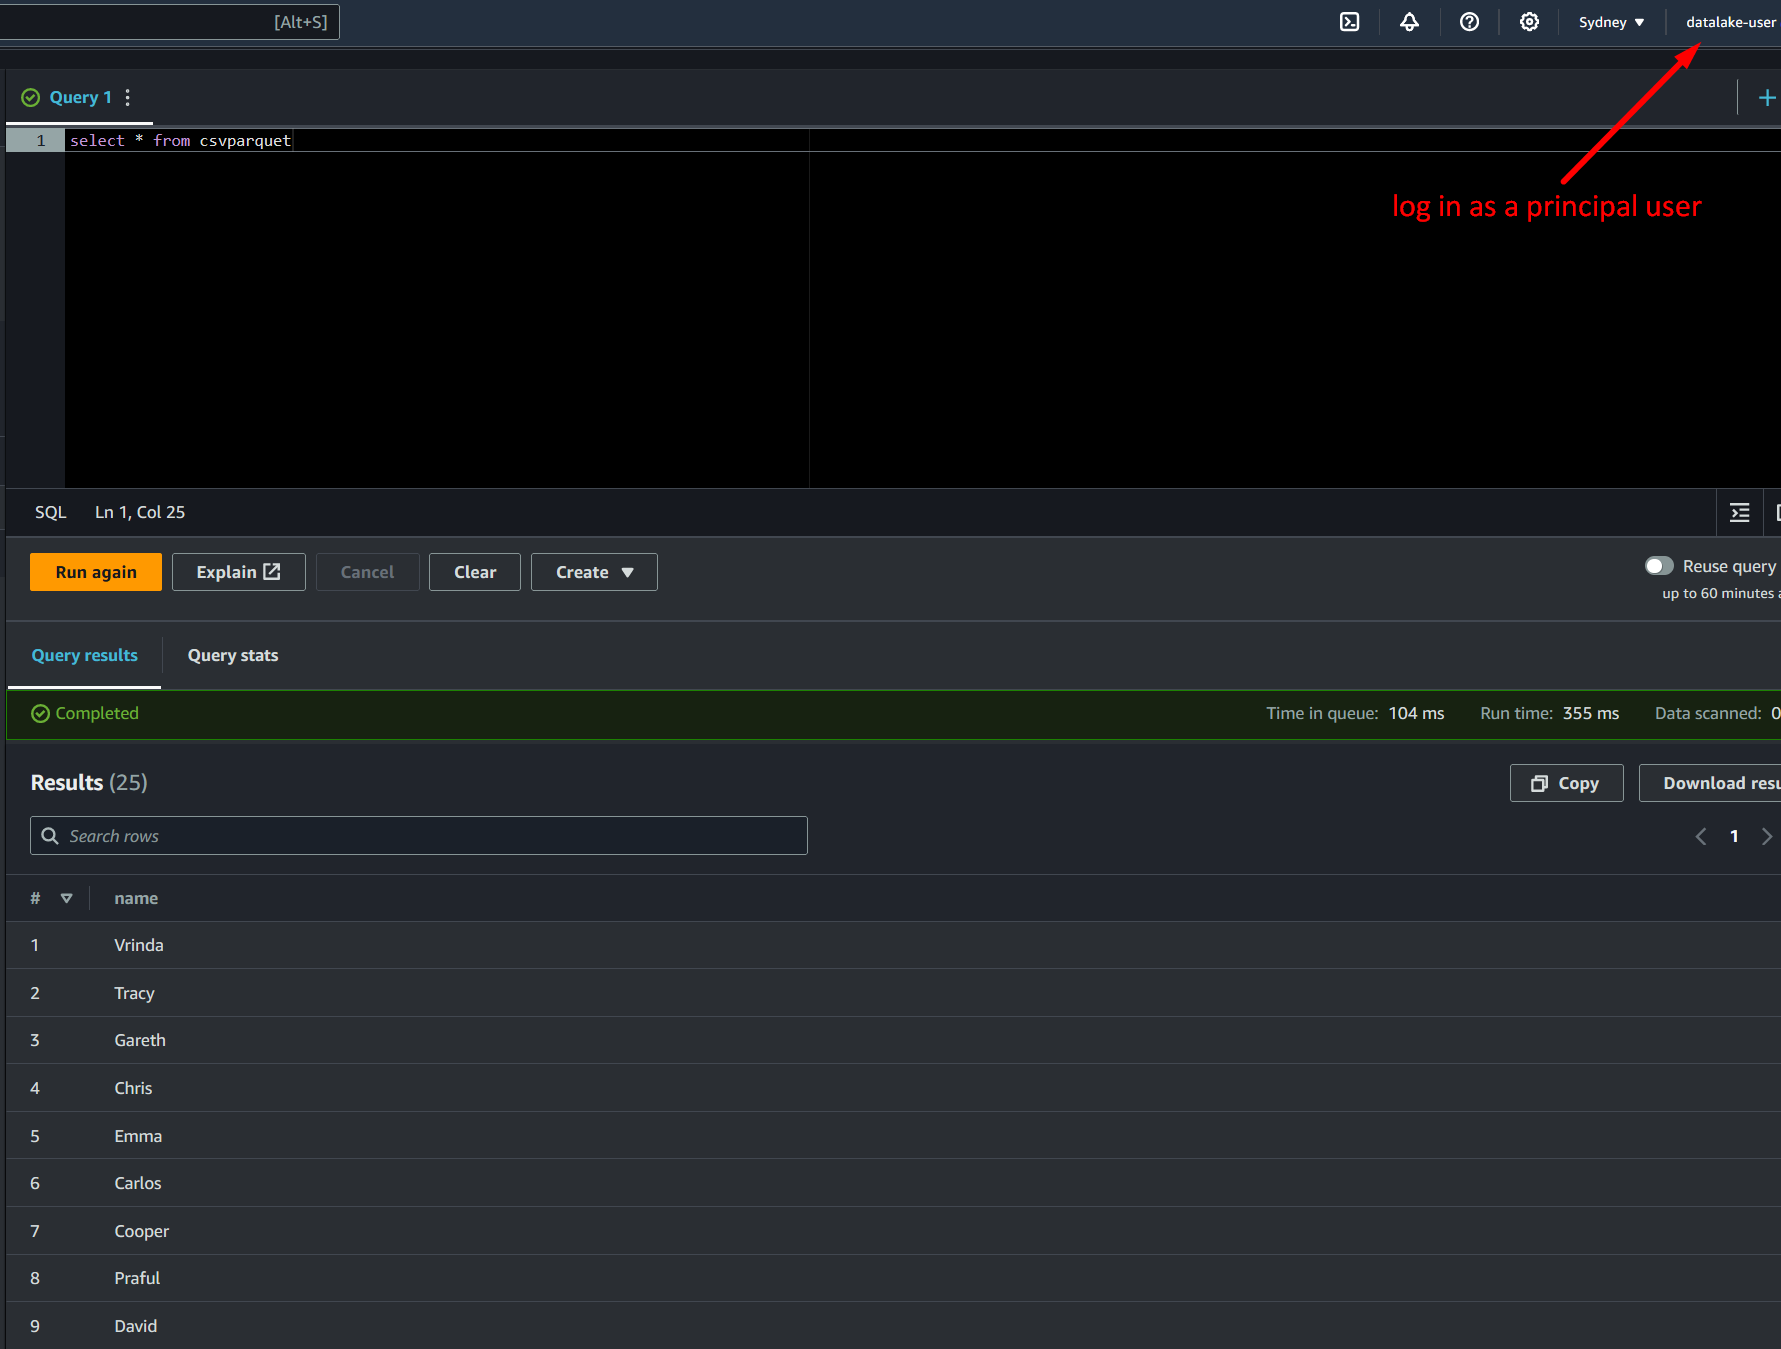 [Alt+S]
Sydney ▼
datalake-user
Query 1
1 select * from csvparquet
log in as a principal user
SQL Ln 1, Col 25
Run again Explain Cancel Clear Create ▼
Reuse query
up to 60 minutes a
Query results Query stats
Completed Time in queue: 104 ms Run time: 355 ms Data scanned: 0
Results (25)
Copy Download resu
Search rows
1
# name
1 Vrinda
2 Tracy
3 Gareth
4 Chris
5 Emma
6 Carlos
7 Cooper
8 Praful
9 David